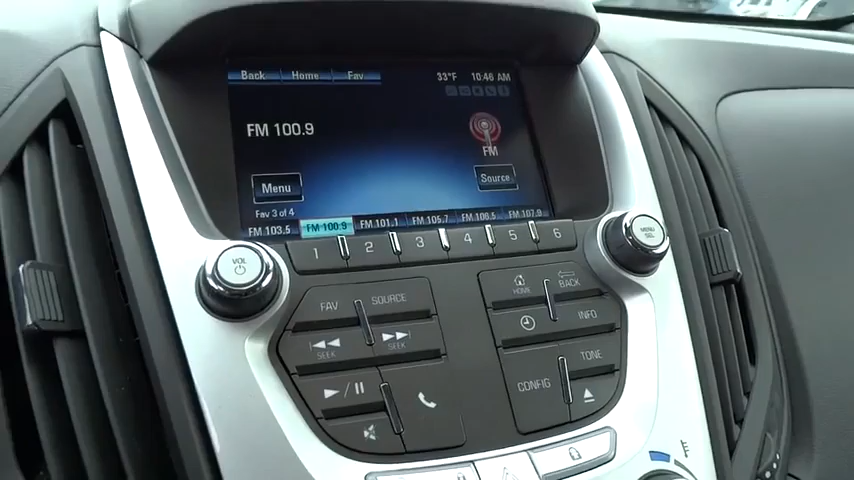 Back Home Fav 33°F 10:46 AM
FM 100.9
FM
Menu
Source
Fav 3 of 4
FM 103.5 FM 100.9 FM 101.1 FM 105.7 FM 106.5 FM 107.9
1 2 3 4 5 6
VOL
MENU
SEL
FAV SOURCE
HOME BACK
INFO
SEEK SEEK
TONE
CONFIG